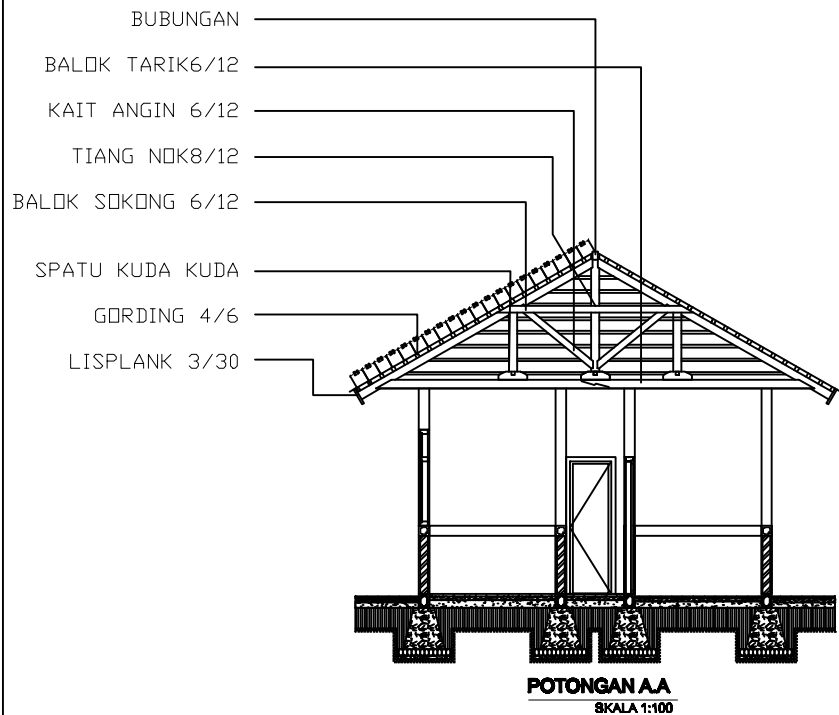 BUBUNGAN
BALOK TARIK6/12
KAIT ANGIN 6/12
TIANG NOK8/12
BALOK SOKONG 6/12
SPATU KUDA KUDA
GORDING 4/6
LISPLANK 3/30
POTONGAN A.A
SKALA 1:100